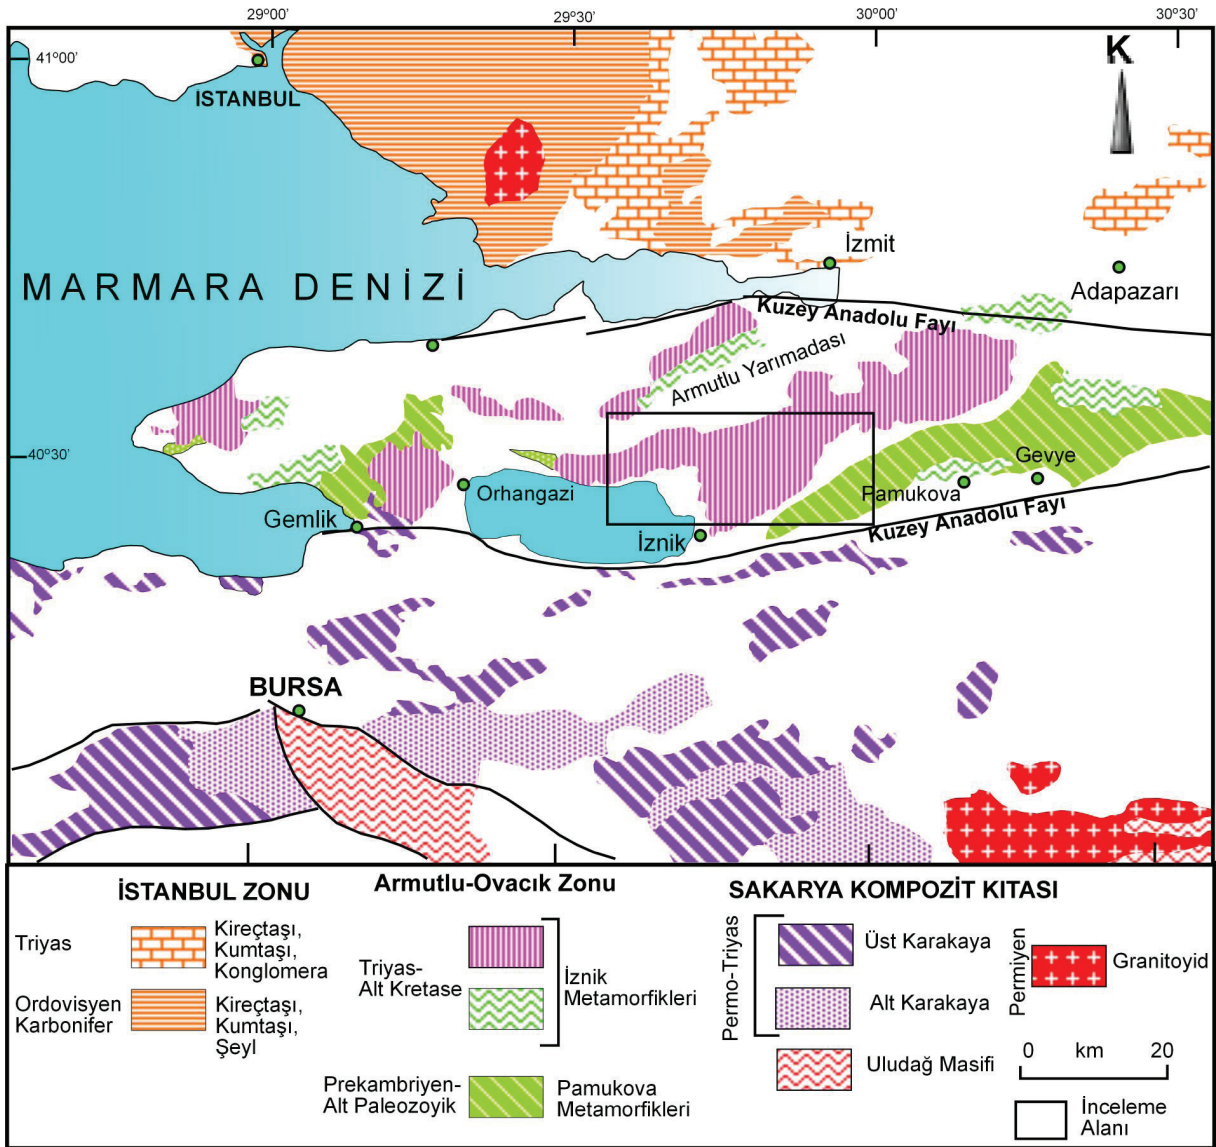 29°00' 29°30' 30°00' 30°30'
41°00'
K
İSTANBUL
İzmit
MARMARA DENİZİ
Adapazarı
Kuzey Anadolu Fayı
Armutlu Yarımadası
40°30'
Gevye
Orhangazi
Pamukova
Gemlik
İznik
Kuzey Anadolu Fayı
BURSA
İSTANBUL ZONU
Triyas
Kireçtaşı,
Kumtaşı,
Konglomera
Ordovisyen
Karbonifer
Kireçtaşı,
Kumtaşı,
Şeyl
Armutlu-Ovacık Zonu
Triyas-
Alt Kretase
İznik
Metamorfikleri
Prekambriyen-
Alt Paleozoyik
Pamukova
Metamorfikleri
SAKARYA KOMPOZİT KITASI
Permo-Triyas
Üst Karakaya
Alt Karakaya
Uludağ Masifi
Permiyen
Granitoyid
0 km 20
İnceleme
Alanı